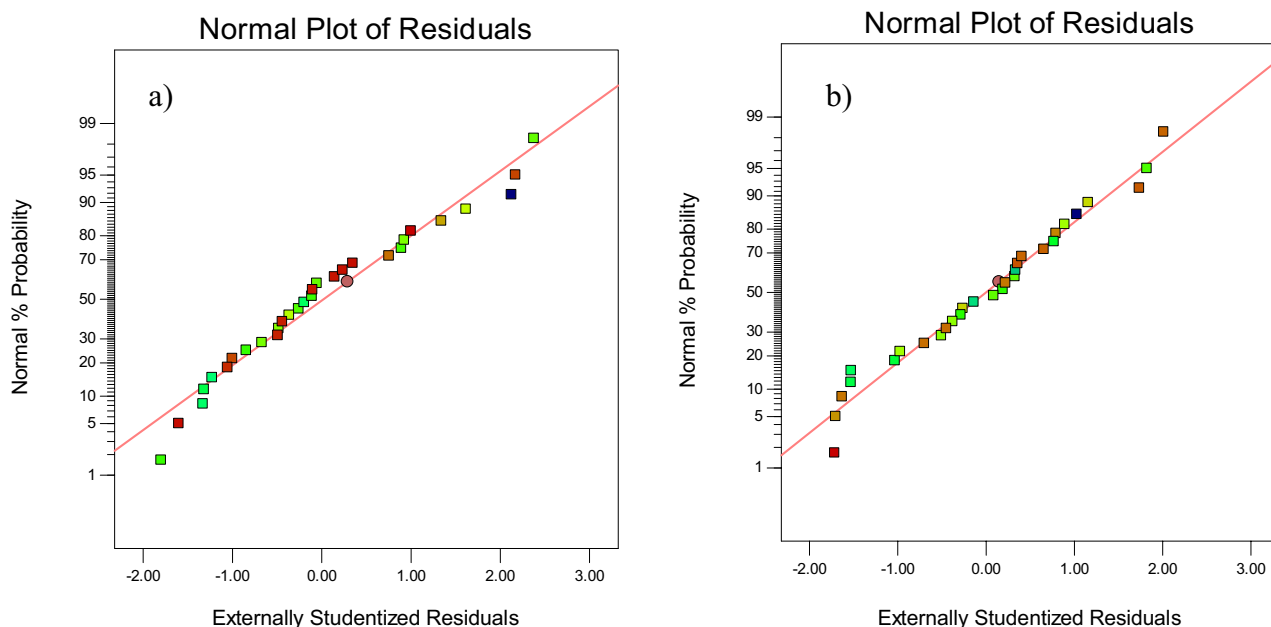 Normal Plot of Residuals
a)
99
95
90
80
70
50
30
20
10
5
1
Normal % Probability
-2.00 -1.00 0.00 1.00 2.00 3.00
Externally Studentized Residuals
Normal Plot of Residuals
b)
99
95
90
80
70
50
30
20
10
5
1
Normal % Probability
-2.00 -1.00 0.00 1.00 2.00 3.00
Externally Studentized Residuals